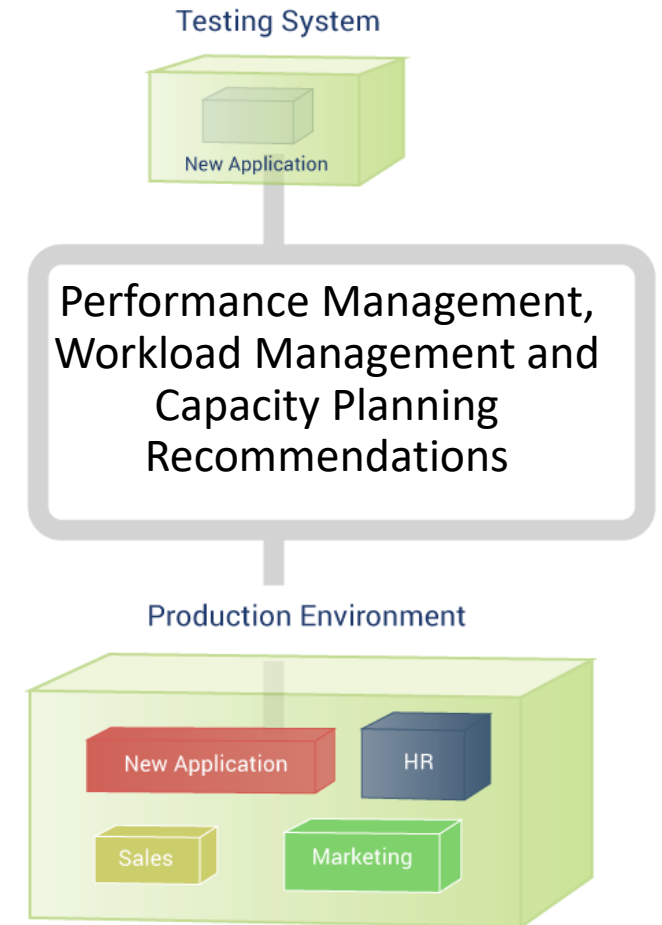 Testing System
New Application
Performance Management,
Workload Management and
Capacity Planning
Recommendations
Production Environment
New Application
HR
Sales
Marketing